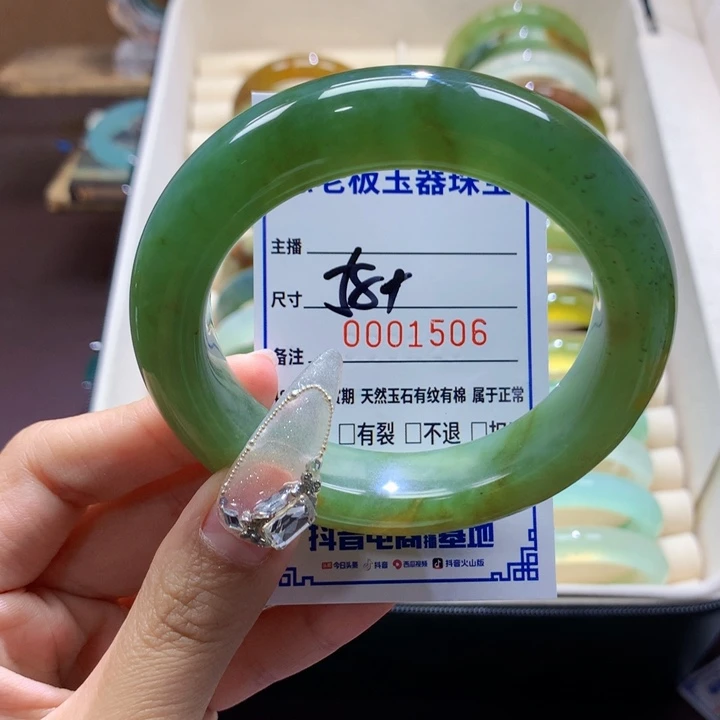 老板玉器珠宝
主播
尺寸 58+
0001506
备注
期 天然玉石有纹有棉 属于正常
□有裂 □不退 □
抖音电商直播基地
今日头条 抖音 西瓜视频 抖音火山版